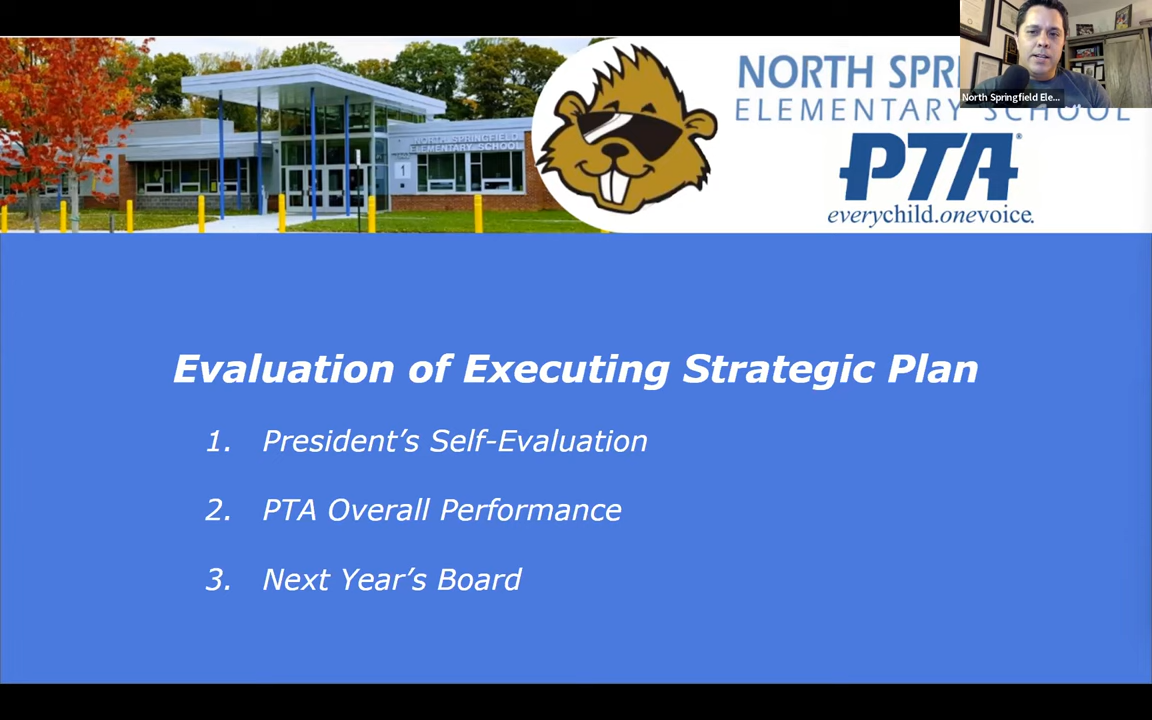 NORTH SPRINGFIELD
ELEMENTARY SCHOOL
1
NORTH SPRI
ELEMENTARY SCHOOL
PTA®
everychild.onevoice.
North Springfield Ele...
Evaluation of Executing Strategic Plan
1. President’s Self-Evaluation
2. PTA Overall Performance
3. Next Year’s Board